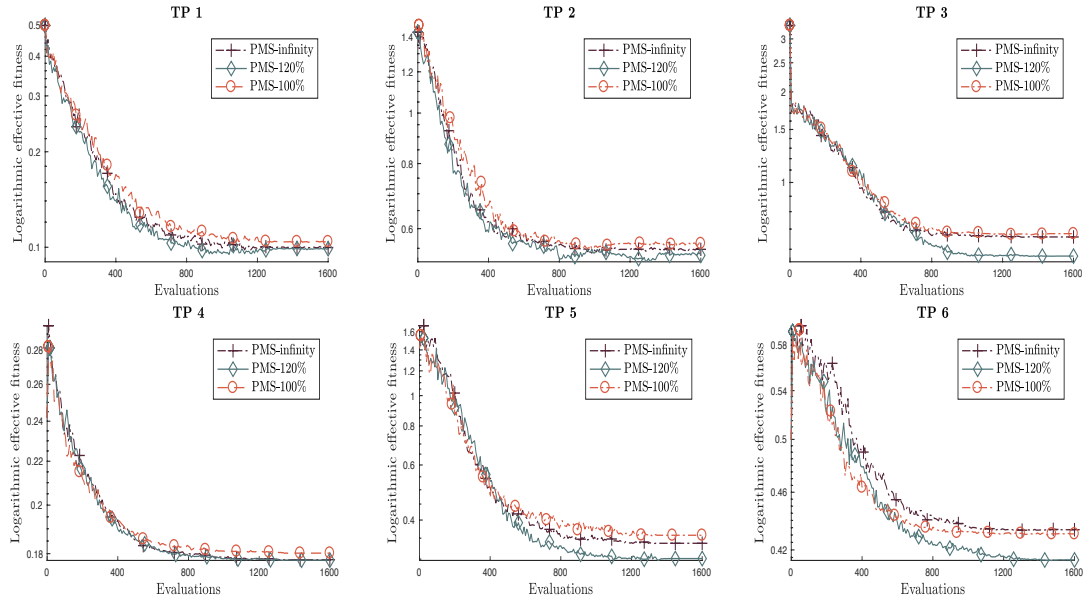 TP 1
Logarithmic effective fitness
0.5
0.4
0.3
0.2
0.1
0
400
800
1200
1600
Evaluations
PMS-infinity
PMS-120%
PMS-100%
TP 2
Logarithmic effective fitness
1.4
1.2
1
0.8
0.6
0
400
800
1200
1600
Evaluations
PMS-infinity
PMS-120%
PMS-100%
TP 3
Logarithmic effective fitness
3
2.5
2
1.5
1
0
400
800
1200
1600
Evaluations
PMS-infinity
PMS-120%
PMS-100%
TP 4
Logarithmic effective fitness
0.28
0.26
0.24
0.22
0.2
0.18
0
400
800
1200
1600
Evaluations
PMS-infinity
PMS-120%
PMS-100%
TP 5
Logarithmic effective fitness
1.6
1.4
1.2
1
0.8
0.6
0.4
0
400
800
1200
1600
Evaluations
PMS-infinity
PMS-120%
PMS-100%
TP 6
Logarithmic effective fitness
0.58
0.54
0.5
0.46
0.42
0
400
800
1200
1600
Evaluations
PMS-infinity
PMS-120%
PMS-100%